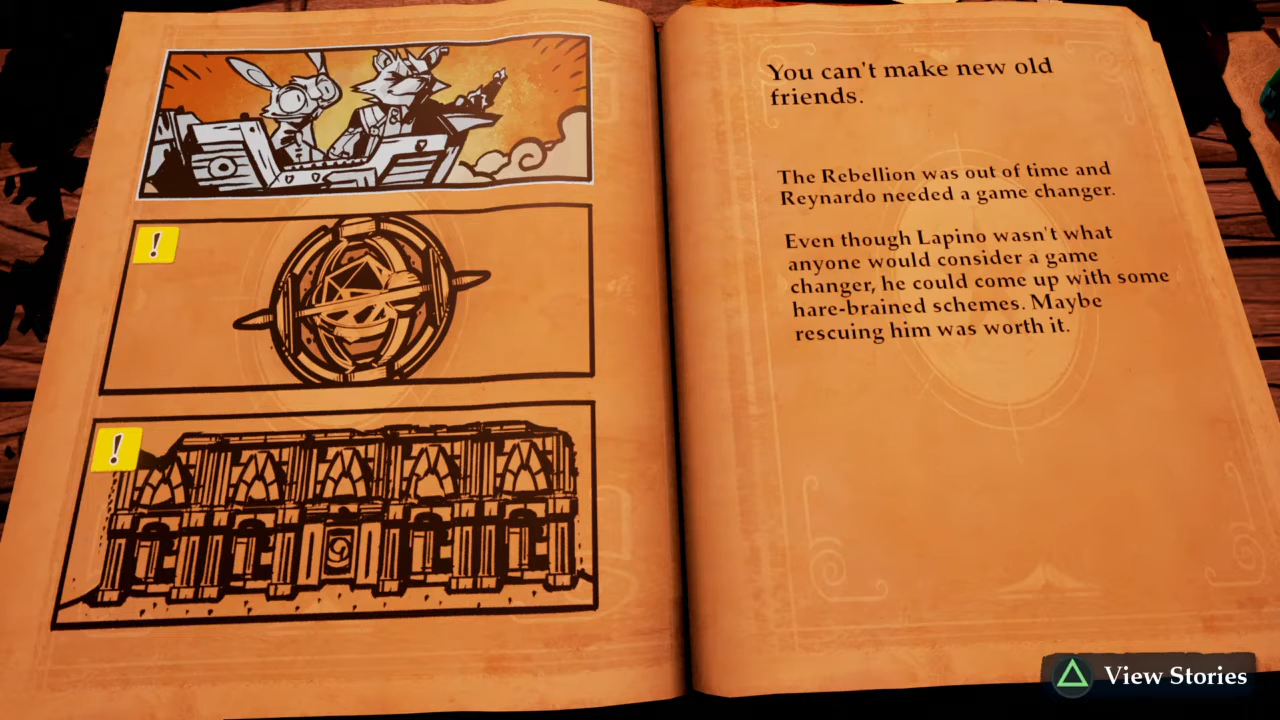 You can't make new old
friends.
The Rebellion was out of time and
Reynardo needed a game changer.
Even though Lapino wasn't what
anyone would consider a game
changer, he could come up with some
hare-brained schemes. Maybe
rescuing him was worth it.
!
!
View Stories